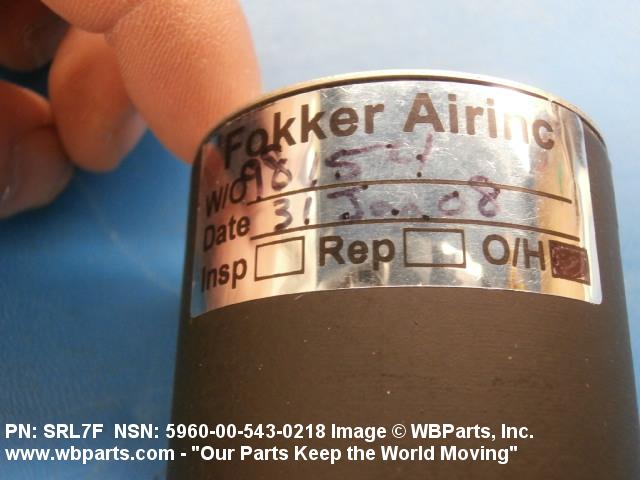 Fokker Airinc
W/O
Date 31 Jan 08
Insp Rep O/H
PN: SRL7F NSN: 5960-00-543-0218 Image © WBParts, Inc.
www.wbparts.com - "Our Parts Keep the World Moving"